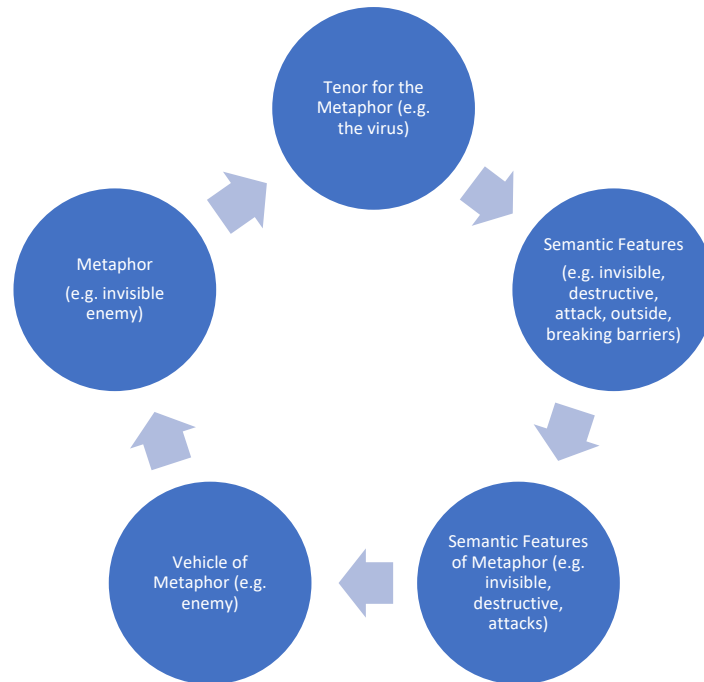 Tenor for the
Metaphor (e.g.
the virus)
Semantic Features
(e.g. invisible,
destructive,
attack, outside,
breaking barriers)
Semantic Features
of Metaphor (e.g.
invisible,
destructive,
attacks)
Vehicle of
Metaphor (e.g.
enemy)
Metaphor
(e.g. invisible
enemy)